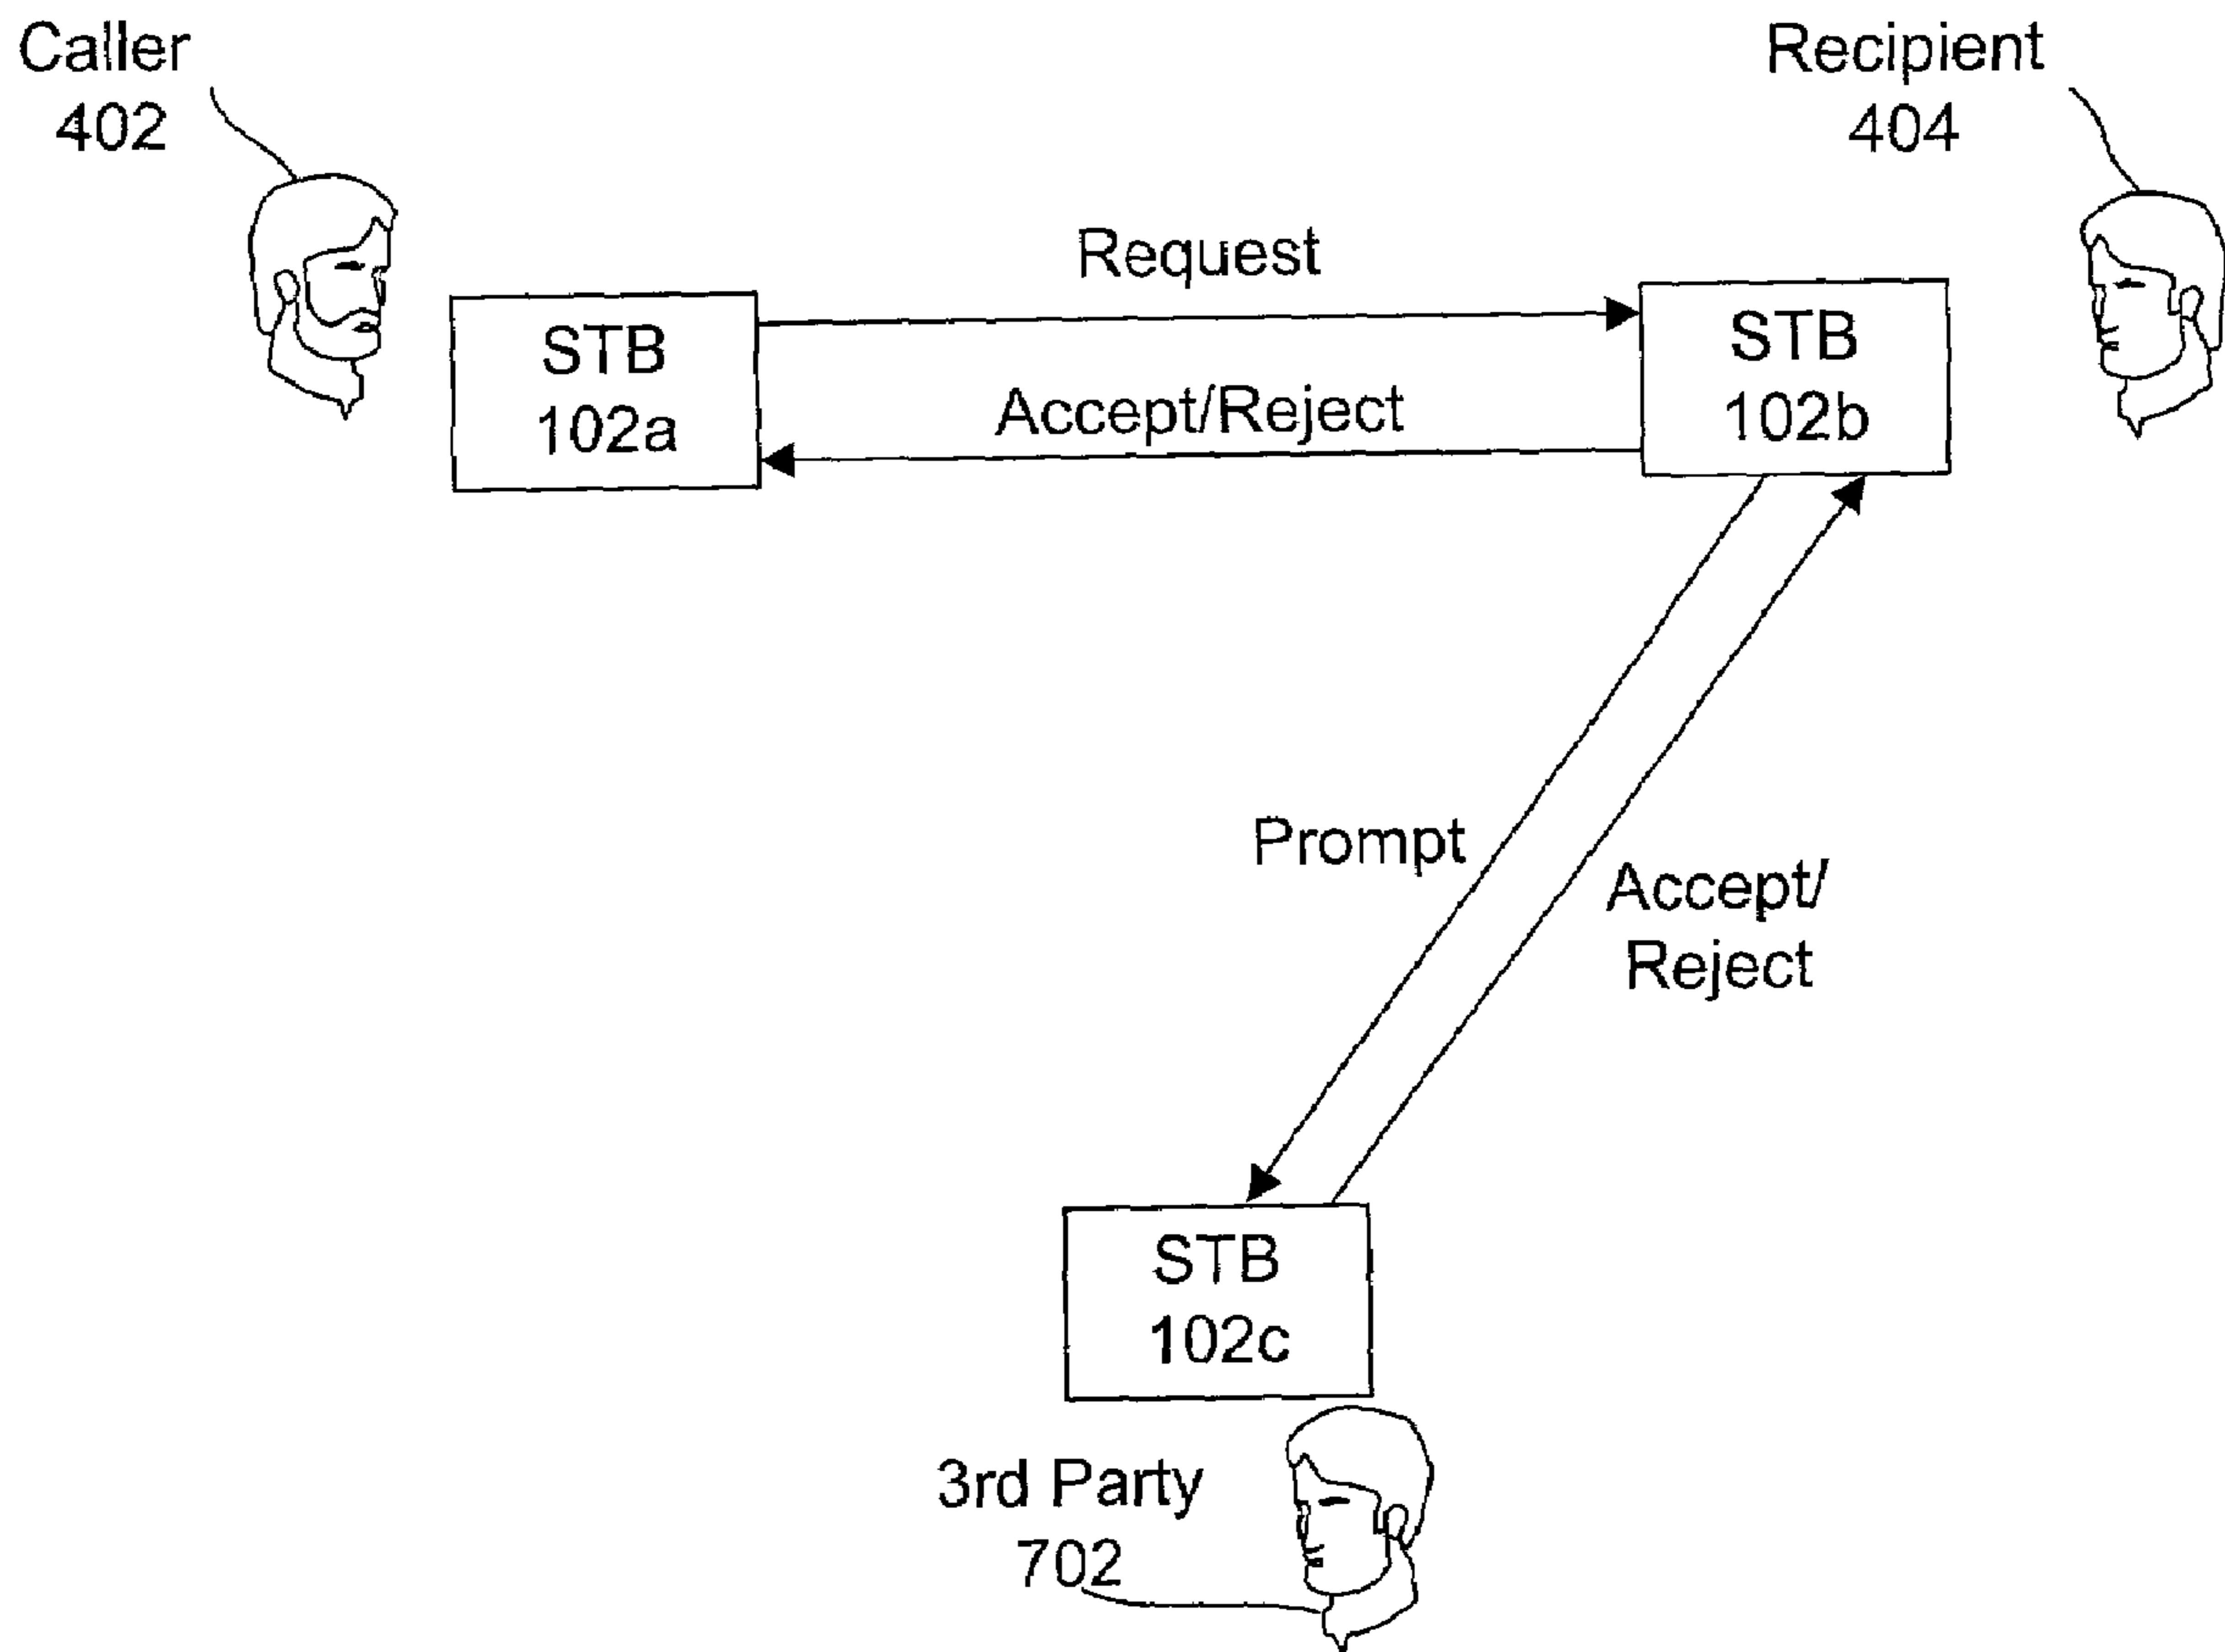 Caller
402
Recipient
404
Request
STB
102a
Accept/Reject
STB
102b
Prompt
Accept/
Reject
STB
102c
3rd Party
702